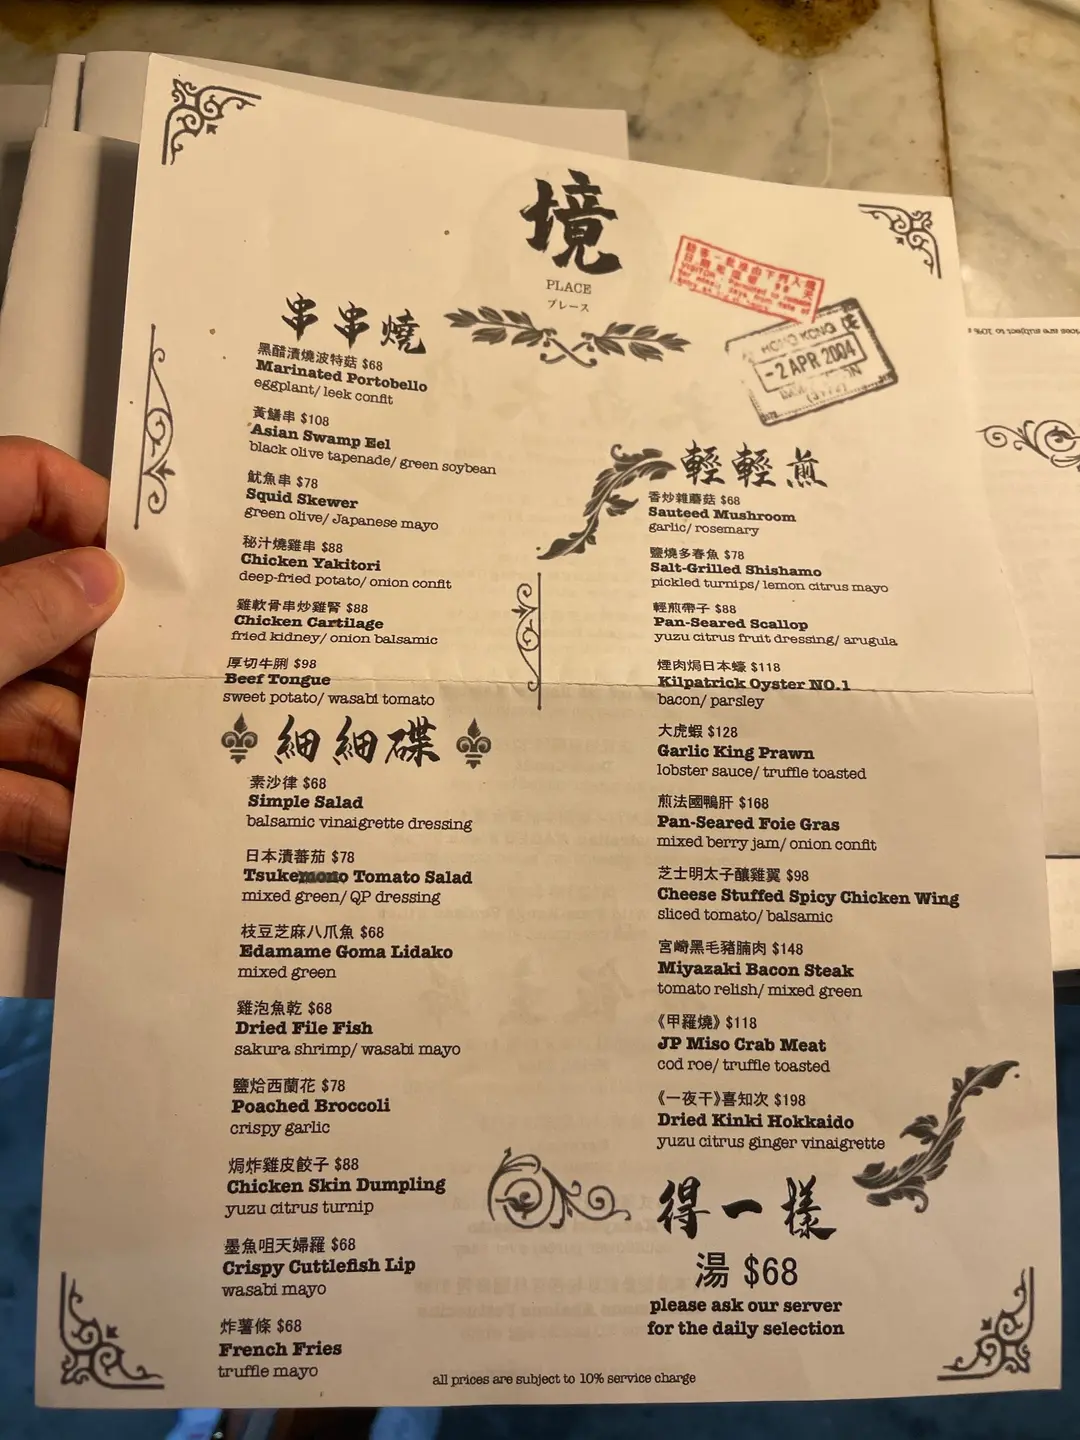 境
PLACE
プレース
HONG KONG
-2 APR 2004
串串燒
黑醋漬燒波特菇 $68
Marinated Portobello
eggplant/ leek confit
黃鱔串 $108
Asian Swamp Eel
black olive tapenade/ green soybean
魷魚串 $78
Squid Skewer
green olive/ Japanese mayo
秘汁燒雞串 $88
Chicken Yakitori
deep-fried potato/ onion confit
雞軟骨串炒雞腎 $88
Chicken Cartilage
fried kidney/ onion balsamic
厚切牛脷 $98
Beef Tongue
sweet potato/ wasabi tomato
細細碟
素沙律 $68
Simple Salad
balsamic vinaigrette dressing
日本漬蕃茄 $78
Tsukemono Tomato Salad
mixed green/ QP dressing
枝豆芝麻八爪魚 $68
Edamame Goma Lidako
mixed green
雞泡魚乾 $68
Dried File Fish
sakura shrimp/ wasabi mayo
鹽烚西蘭花 $78
Poached Broccoli
crispy garlic
焗炸雞皮餃子 $88
Chicken Skin Dumpling
yuzu citrus turnip
墨魚咀天婦羅 $68
Crispy Cuttlefish Lip
wasabi mayo
炸薯條 $68
French Fries
truffle mayo
輕輕煎
香炒雜蘑菇 $68
Sauteed Mushroom
garlic/ rosemary
鹽燒多春魚 $78
Salt-Grilled Shishamo
pickled turnips/ lemon citrus mayo
輕煎帶子 $88
Pan-Seared Scallop
yuzu citrus fruit dressing/ arugula
煙肉焗日本蠔 $118
Kilpatrick Oyster NO.1
bacon/ parsley
大虎蝦 $128
Garlic King Prawn
lobster sauce/ truffle toasted
煎法國鴨肝 $168
Pan-Seared Foie Gras
mixed berry jam/ onion confit
芝士明太子釀雞翼 $98
Cheese Stuffed Spicy Chicken Wing
sliced tomato/ balsamic
宮崎黑毛豬腩肉 $148
Miyazaki Bacon Steak
tomato relish/ mixed green
《甲羅燒》$118
JP Miso Crab Meat
cod roe/ truffle toasted
《一夜干》喜知次 $198
Dried Kinki Hokkaido
yuzu citrus ginger vinaigrette
得一樣
湯 $68
please ask our server
for the daily selection
all prices are subject to 10% service charge